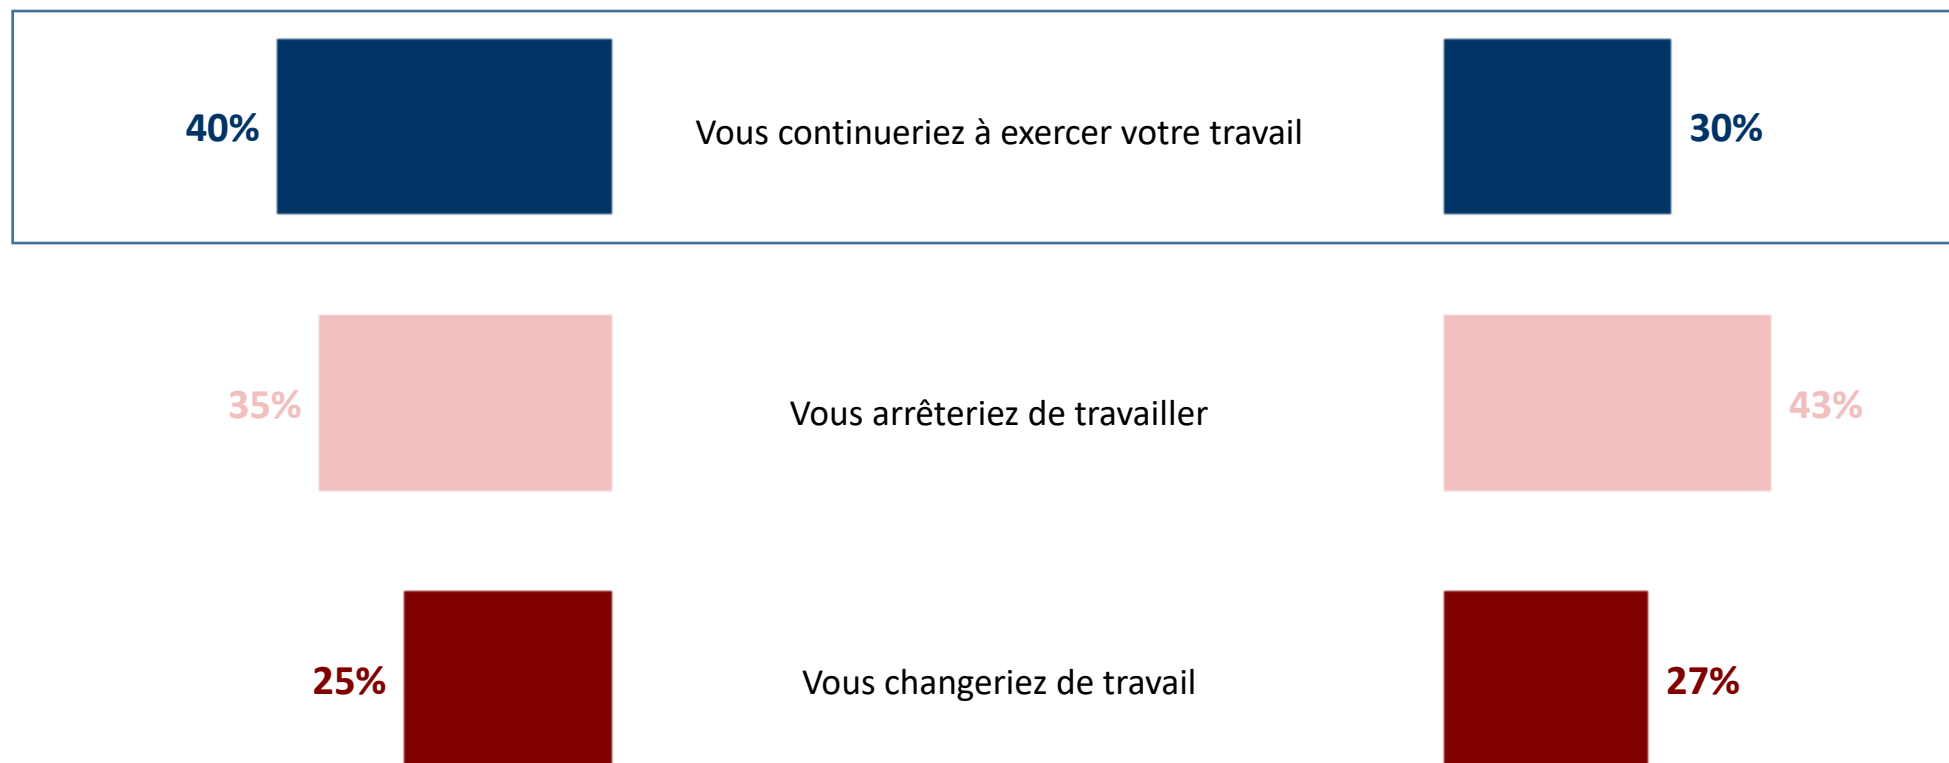 40% Vous continueriez à exercer votre travail 30%
35% Vous arrêteriez de travailler 43%
25% Vous changeriez de travail 27%